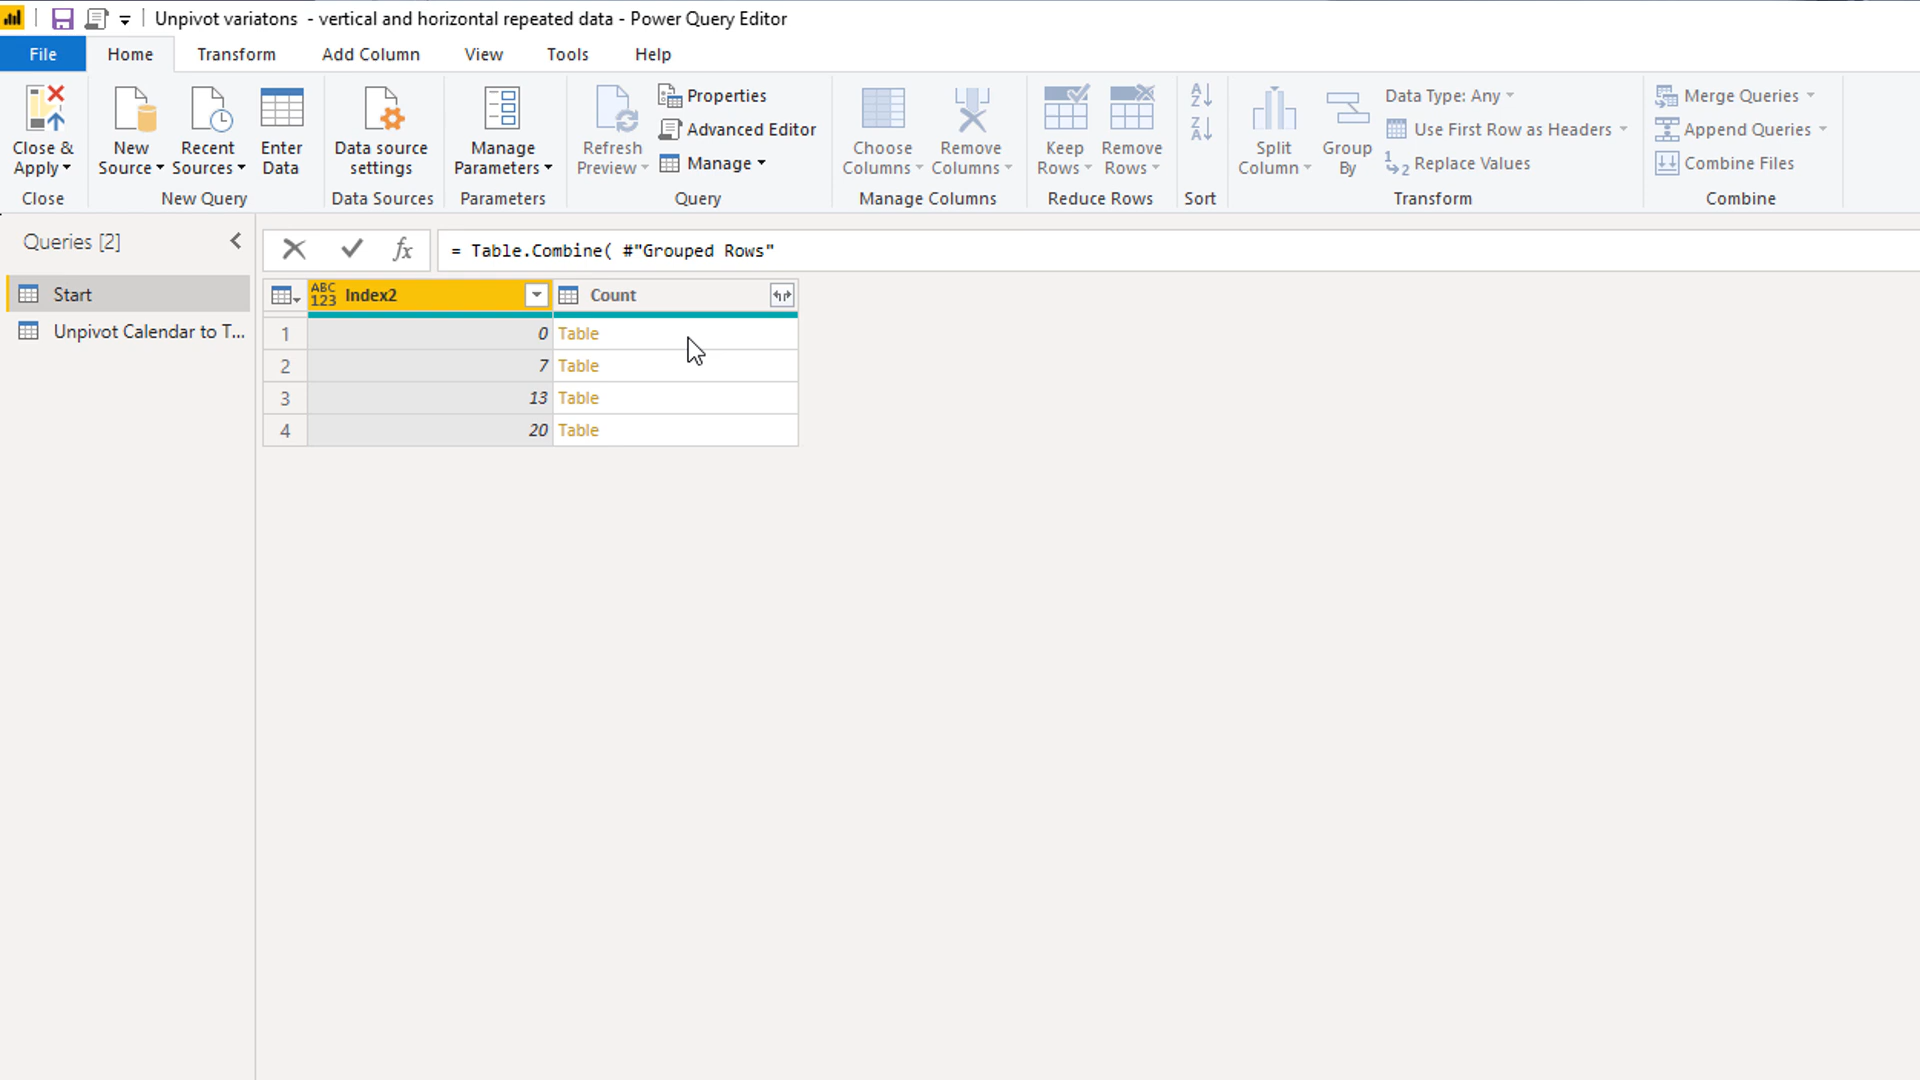 Unpivot variatons - vertical and horizontal repeated data - Power Query Editor
File Home Transform Add Column View Tools Help
Close & Apply
Close
New Source
Recent Sources
Enter Data
New Query
Data source settings
Data Sources
Manage Parameters
Parameters
Refresh Preview
Properties
Advanced Editor
Manage
Query
Choose Columns
Remove Columns
Manage Columns
Keep Rows
Remove Rows
Reduce Rows
A Z
Z A
Sort
Split Column
Group By
Data Type: Any
Use First Row as Headers
1 2 Replace Values
Transform
Merge Queries
Append Queries
Combine Files
Combine
Queries [2]
Start
Unpivot Calendar to T...
fx = Table.Combine( #"Grouped Rows"
ABC 123 Index2 Count
1 0 Table
2 7 Table
3 13 Table
4 20 Table